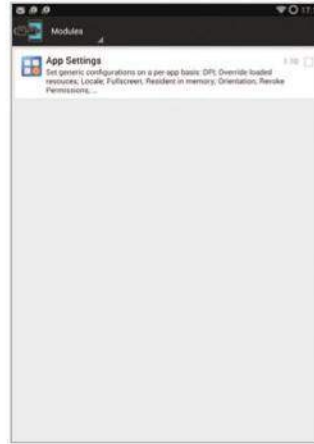 Modules
App Settings
Set generic configurations on a per-app basis: DPI; Override loaded
resouces; Locale; Fullscreen; Resident in memory; Orientation; Revoke
Permissions; ...